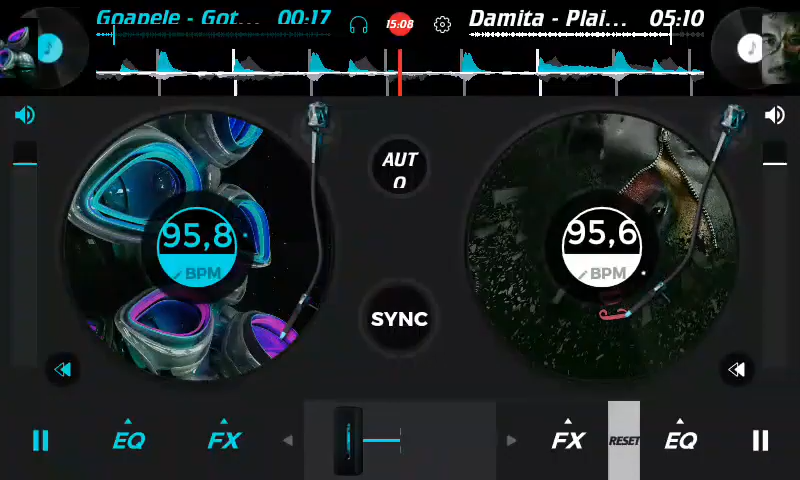 Goapele - Got... 00:17 15:08 Damita - Plai... 05:10
AUT
O
95,8
BPM
95,6
BPM
SYNC
EQ FX FX RESET EQ